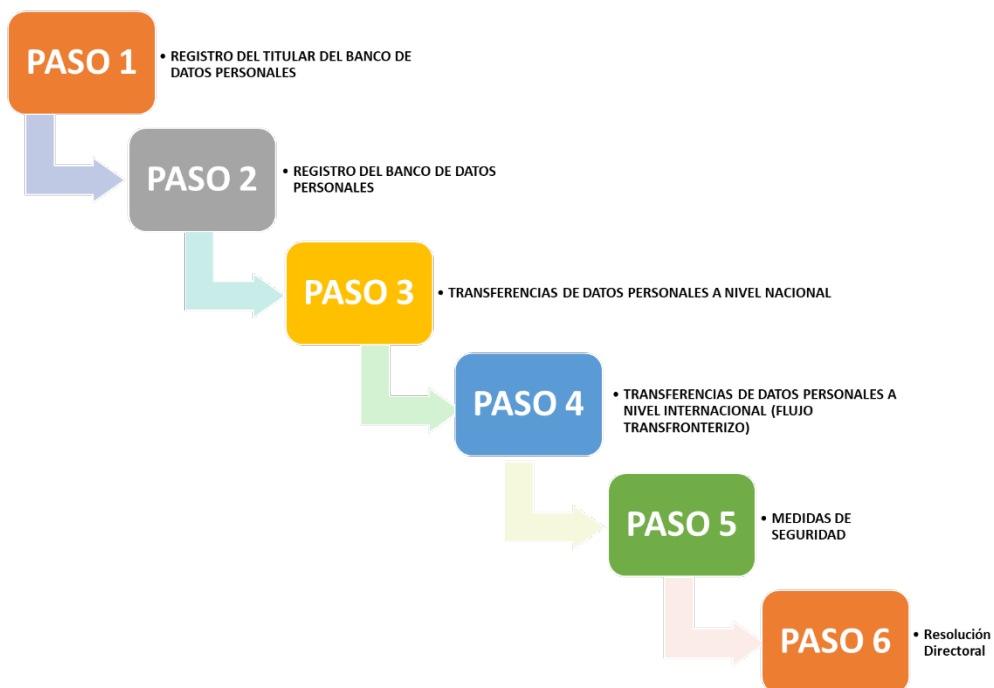 PASO 1
• REGISTRO DEL TITULAR DEL BANCO DE
DATOS PERSONALES
PASO 2
• REGISTRO DEL BANCO DE DATOS
PERSONALES
PASO 3
• TRANSFERENCIAS DE DATOS PERSONALES A NIVEL NACIONAL
PASO 4
• TRANSFERENCIAS DE DATOS PERSONALES A
NIVEL INTERNACIONAL (FLUJO
TRANSFRONTERIZO)
PASO 5
• MEDIDAS DE
SEGURIDAD
PASO 6
• Resolución
Directoral